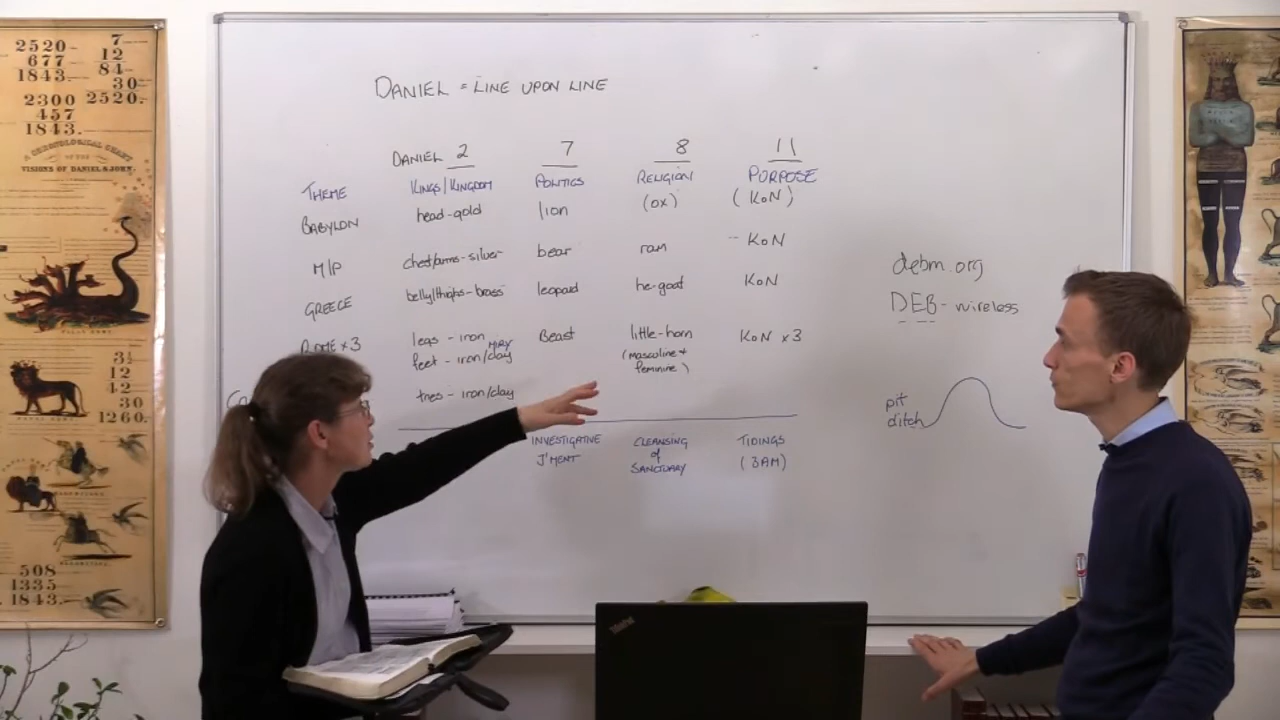 DANIEL = LINE UPON LINE
DANIEL 2 7 8 11
THEME KINGS/KINGDOM POLITICS RELIGION PURPOSE
BABYLON head-gold lion (ox) (KoN)
M/P chest/arms-silver bear ram -- KoN
GREECE belly/thighs-brass leopard he-goat KoN
ROME x3 legs - iron Beast little-horn KoN x3
MIRY
feet - iron/clay (masculine + feminine)
toes - iron/clay
INVESTIGATIVE J'MENT CLEANSING of SANCTUARY TIDINGS (3AM)
debm.org
DEB-wireless
pit
ditch
2520-
677
1843.
7-
12
84-
30-
2520.
2300
457
1843.
A CHRONOLOGICAL CHART
OF THE
VISIONS OF DANIEL & JOHN.
3½
12
42
30
1260.
508
1335
1843.
ThinkPad